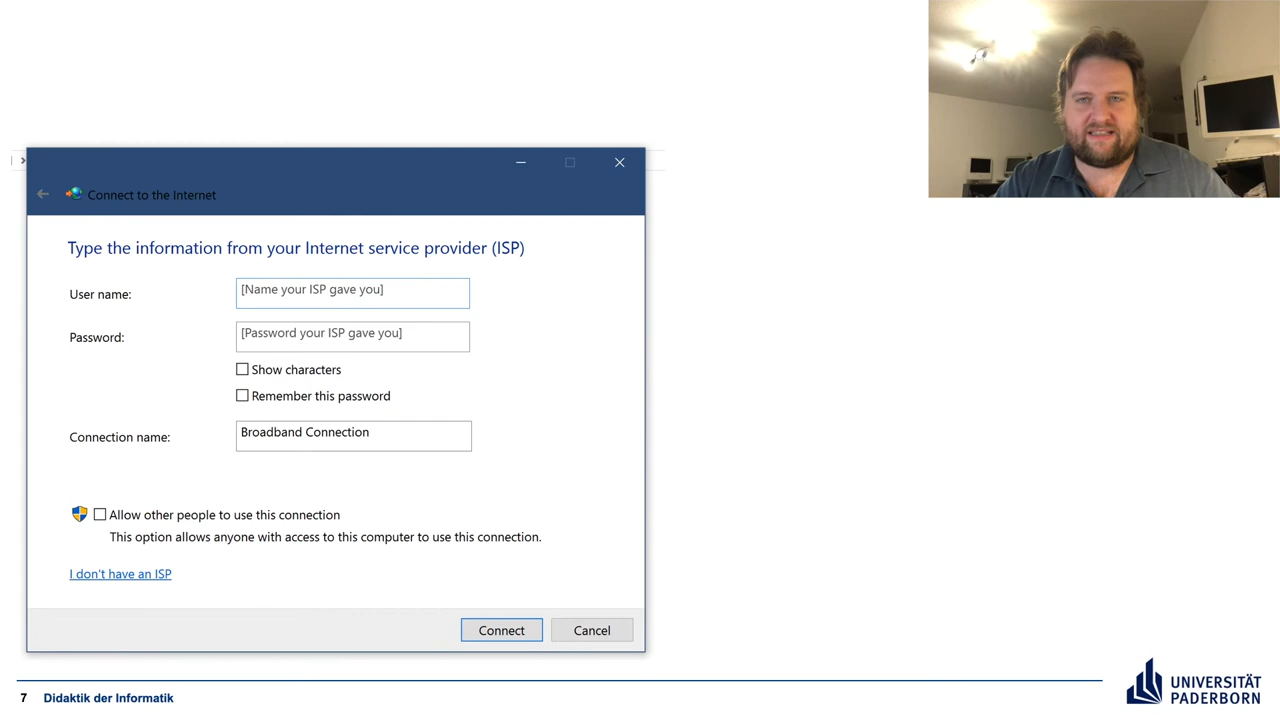 Connect to the Internet
Type the information from your Internet service provider (ISP)
User name:
[Name your ISP gave you]
Password:
[Password your ISP gave you]
Show characters
Remember this password
Connection name:
Broadband Connection
Allow other people to use this connection
This option allows anyone with access to this computer to use this connection.
I don't have an ISP
Connect
Cancel
7 Didaktik der Informatik
UNIVERSITÄT
PADERBORN